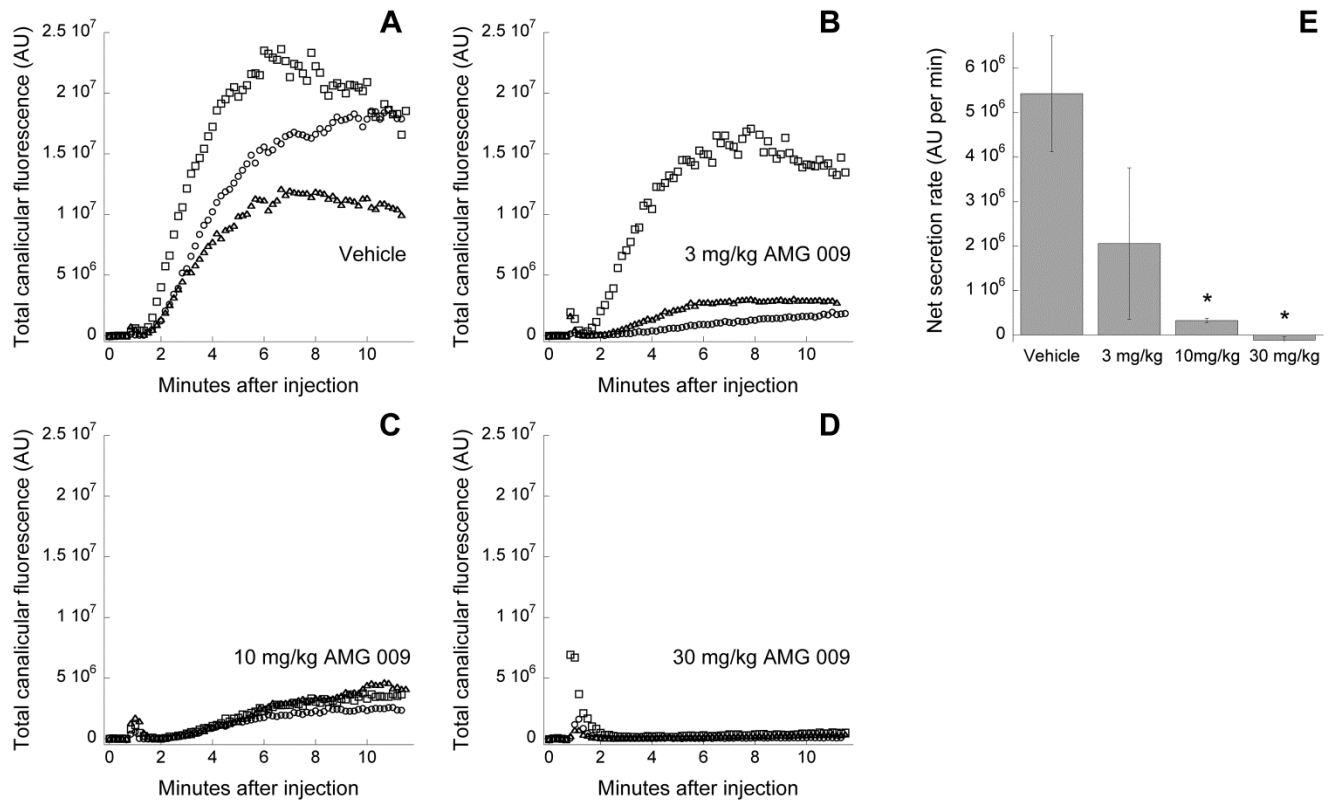 A
Total canalicular fluorescence (AU)
2.5 10⁷
2 10⁷
1.5 10⁷
1 10⁷
5 10⁶
0
Vehicle
0 2 4 6 8 10
Minutes after injection
B
Total canalicular fluorescence (AU)
2.5 10⁷
2 10⁷
1.5 10⁷
1 10⁷
5 10⁶
0
3 mg/kg AMG 009
0 2 4 6 8 10
Minutes after injection
E
Net secretion rate (AU per min)
6 10⁶
5 10⁶
4 10⁶
3 10⁶
2 10⁶
1 10⁶
0
* *
Vehicle 3 mg/kg 10mg/kg 30 mg/kg
C
Total canalicular fluorescence (AU)
2.5 10⁷
2 10⁷
1.5 10⁷
1 10⁷
5 10⁶
0
10 mg/kg AMG 009
0 2 4 6 8 10
Minutes after injection
D
Total canalicular fluorescence (AU)
2.5 10⁷
2 10⁷
1.5 10⁷
1 10⁷
5 10⁶
0
30 mg/kg AMG 009
0 2 4 6 8 10
Minutes after injection